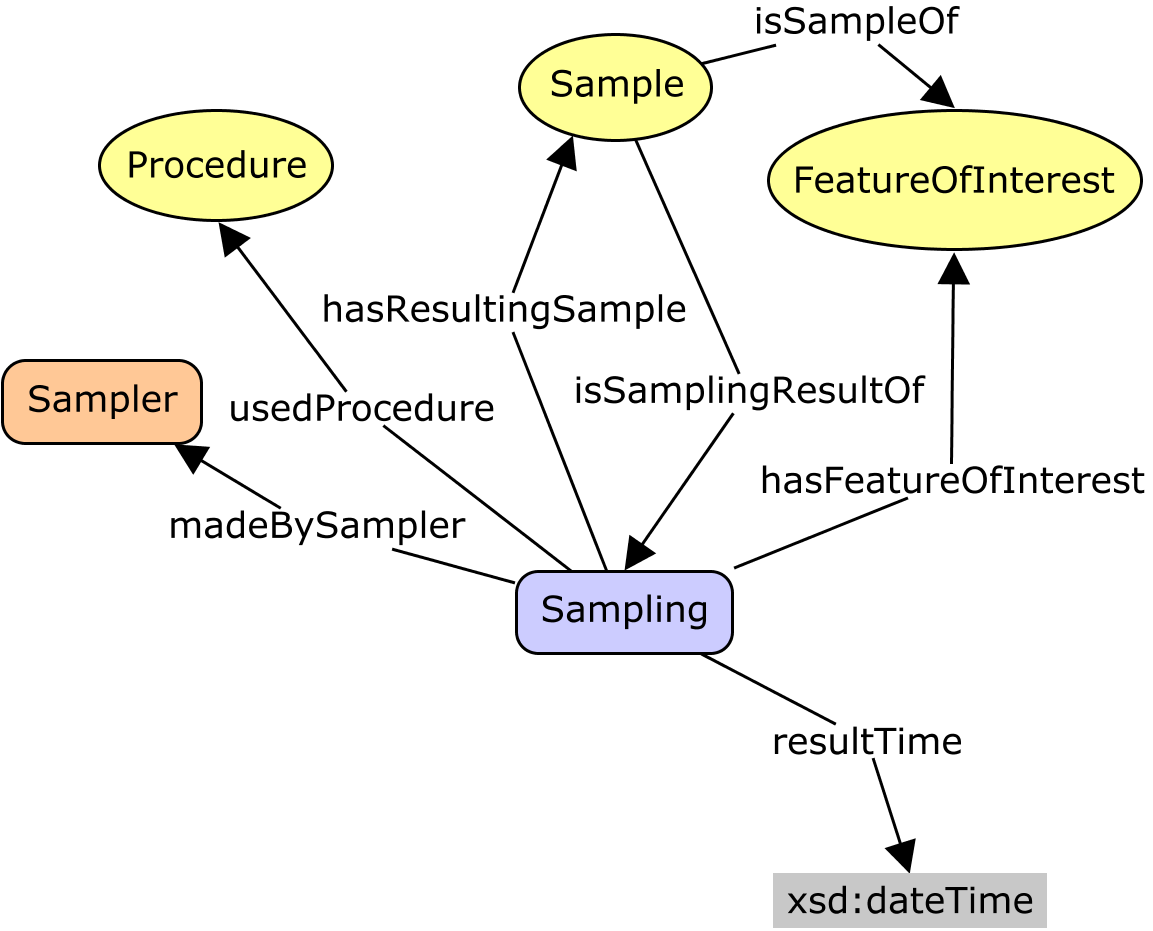 isSampleOf
Sample
Procedure
FeatureOfInterest
hasResultingSample
isSamplingResultOf
Sampler
usedProcedure
hasFeatureOfInterest
madeBySampler
Sampling
resultTime
xsd:dateTime